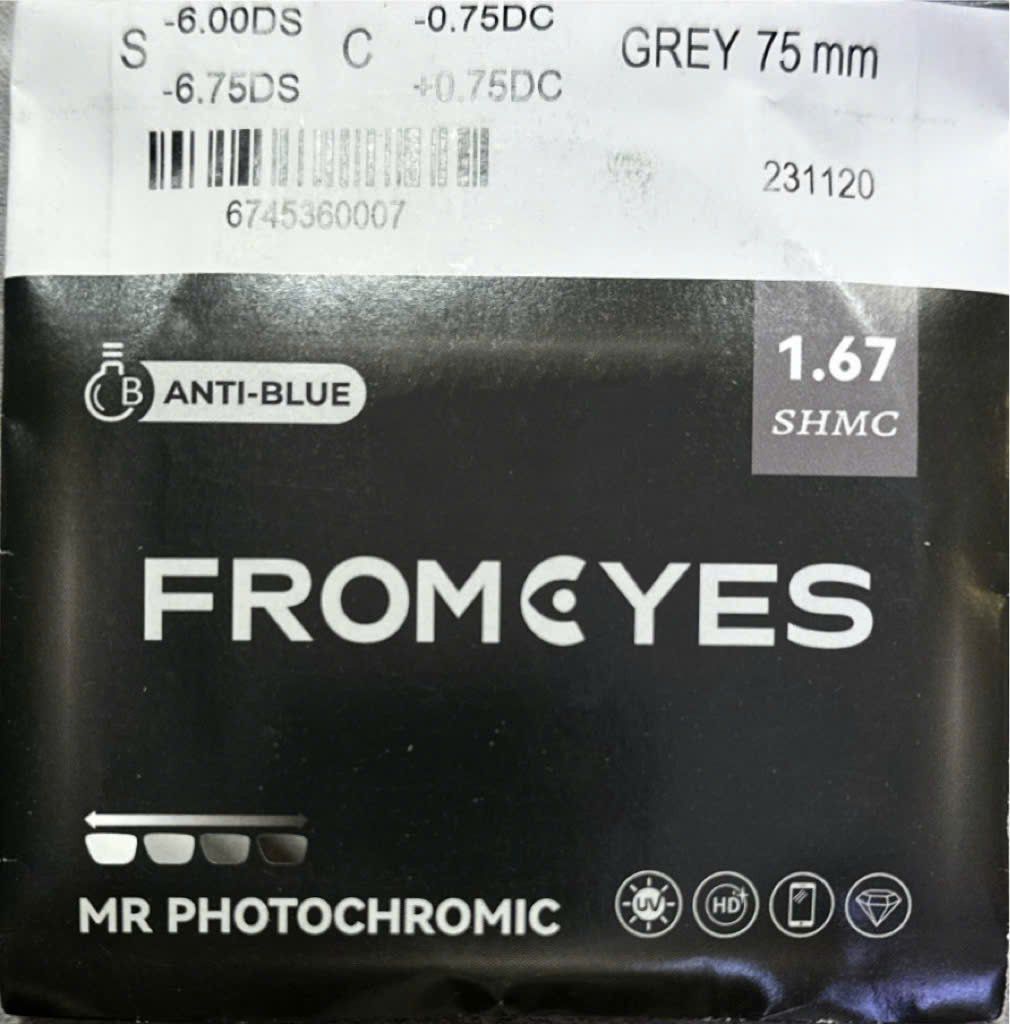 S -6.00DS C -0.75DC GREY 75 mm
-6.75DS +0.75DC
6745360007 231120
B ANTI-BLUE
1.67
SHMC
FROMEYES
MR PHOTOCHROMIC
UV HD+